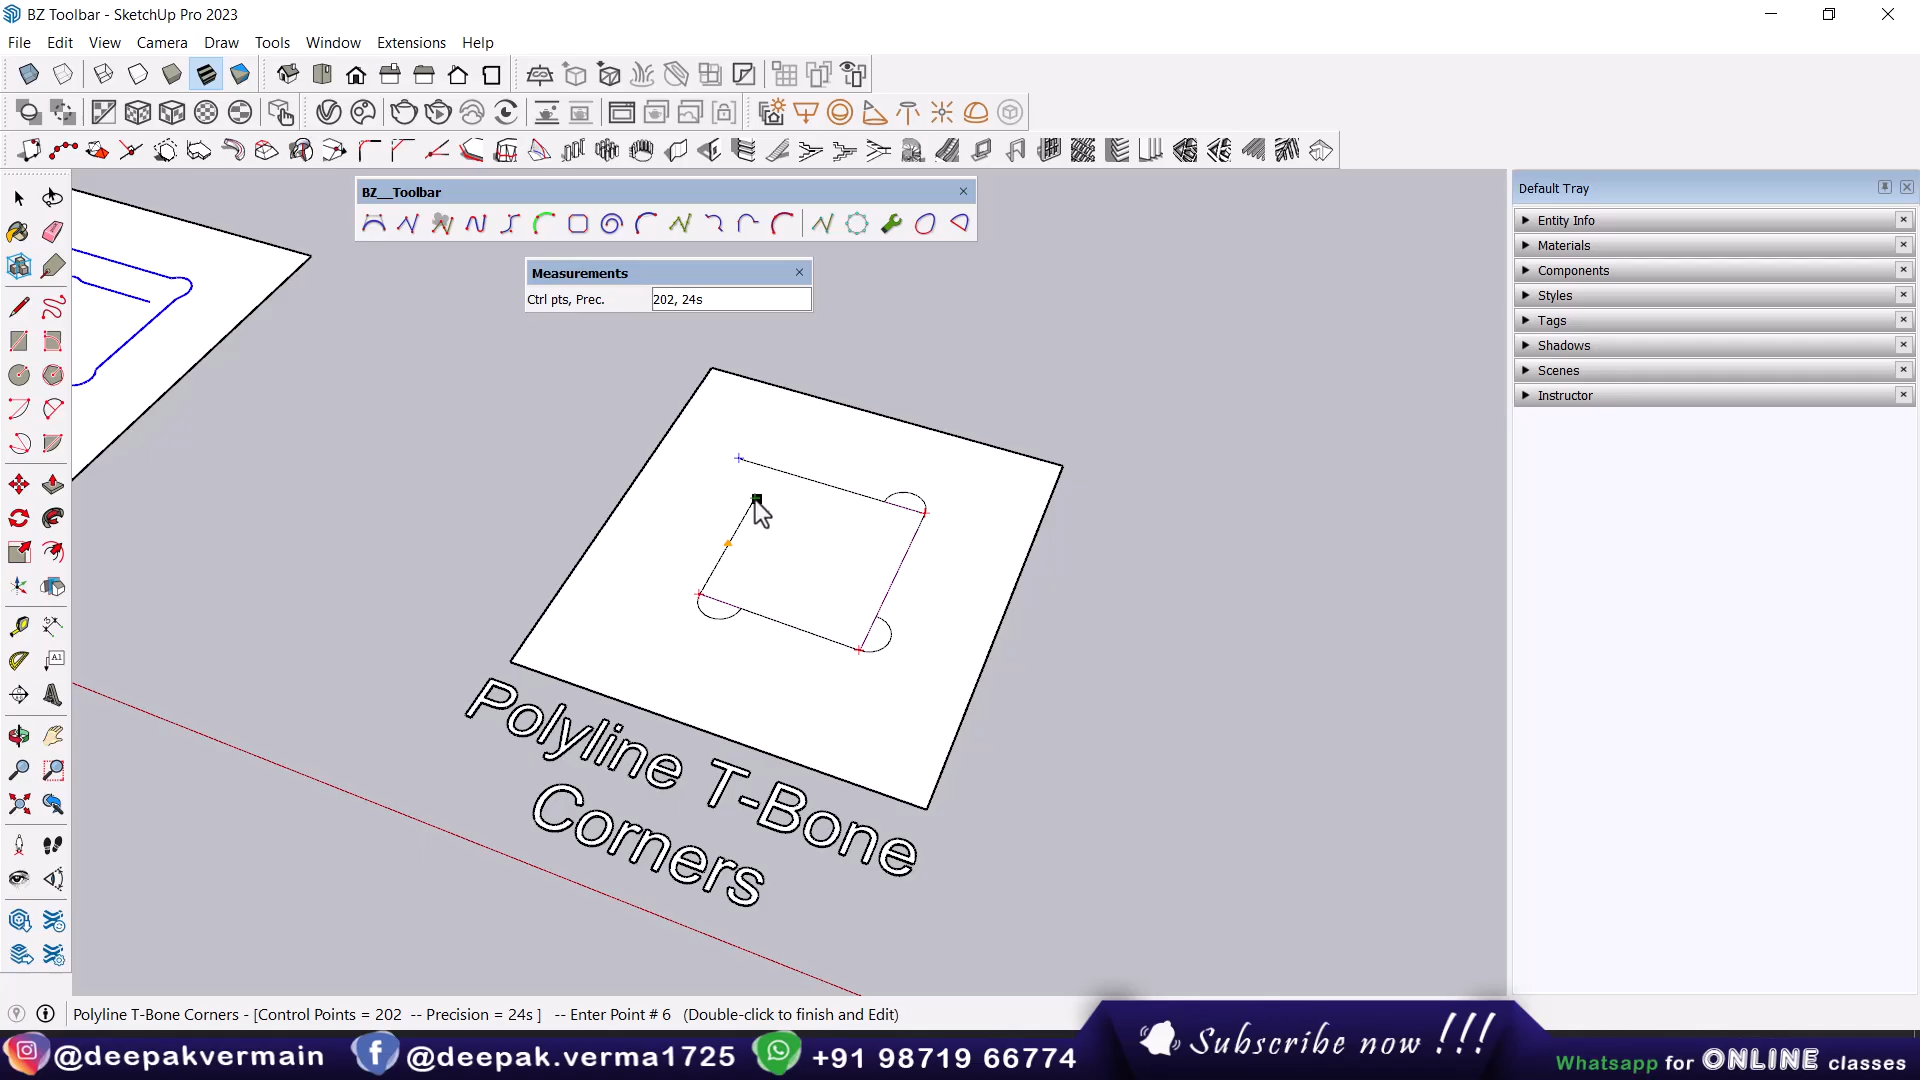 BZ Toolbar - SketchUp Pro 2023
File Edit View Camera Draw Tools Window Extensions Help
BZ__Toolbar
Default Tray
Entity Info
Materials
Measurements
Components
Ctrl pts, Prec. 202, 24s
Styles
Tags
Shadows
Scenes
Instructor
A1
Polyline T-Bone
Corners
Polyline T-Bone Corners - [Control Points = 202 -- Precision = 24s ] -- Enter Point # 6 (Double-click to finish and Edit)
Subscribe now !!!
@deepakvermain @deepak.verma1725 +91 98719 66774
Whatsapp for ONLINE classes